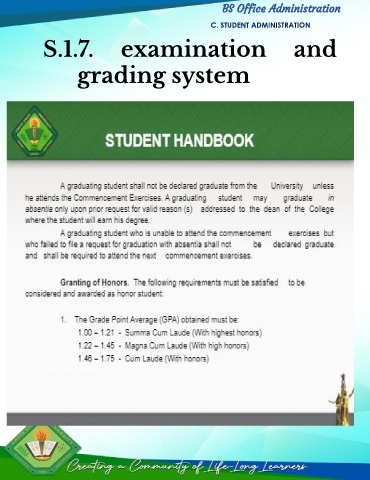 BS Office Administration
C. STUDENT ADMINISTRATION
S.1.7. examination and
grading system
STUDENT HANDBOOK
A graduating student shall not be declared graduate from the University unless
he attends the Commencement Exercises. A graduating student may graduate in
absentia only upon prior request for valid reason (s) addressed to the dean of the College
where the student will earn his degree.
A graduating student who is unable to attend the commencement exercises but
who failed to file a request for graduation with absentia shall not be declared graduate
and shall be required to attend the next commencement exercises.
Granting of Honors. The following requirements must be satisfied to be
considered and awarded as honor student:
1. The Grade Point Average (GPA) obtained must be:
1.00 – 1.21 - Summa Cum Laude (With highest honors)
1.22 – 1.45 - Magna Cum Laude (With high honors)
1.46 – 1.75 - Cum Laude (With honors)
Creating a Community of Life-Long Learners